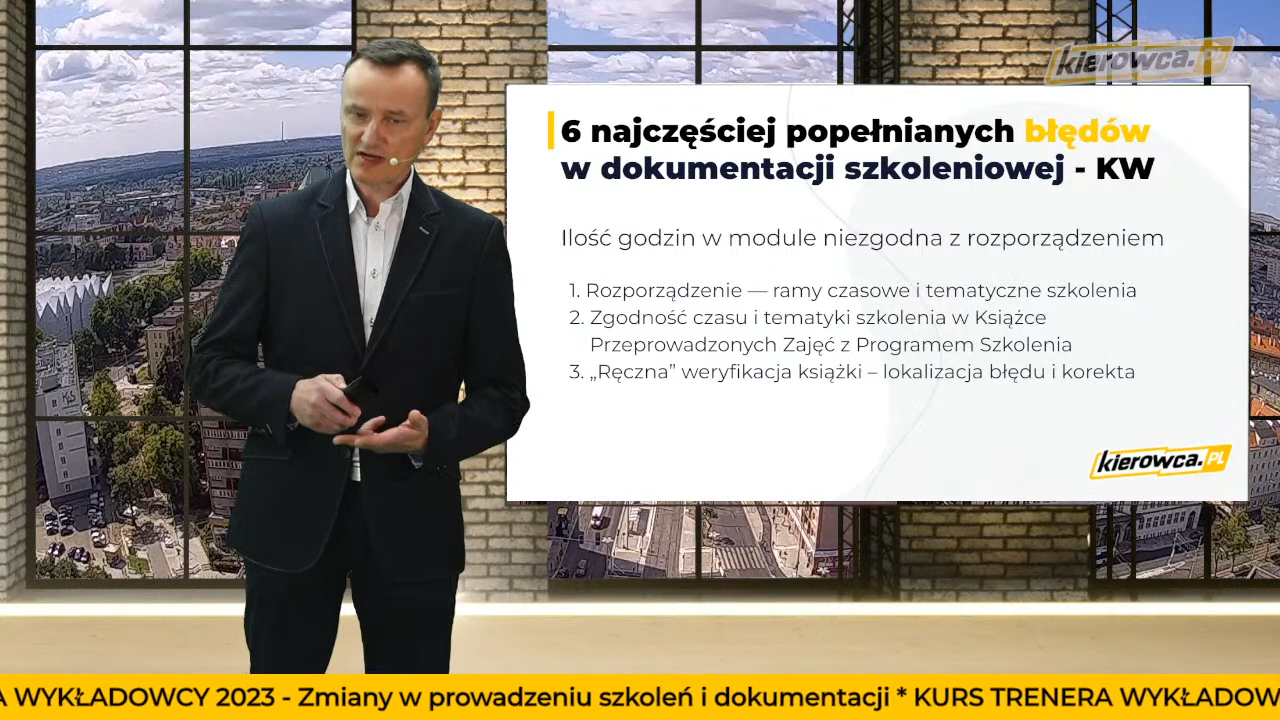 kierowca.PL
6 najczęściej popełnianych błędów
w dokumentacji szkoleniowej - KW
Ilość godzin w module niezgodna z rozporządzeniem
1. Rozporządzenie — ramy czasowe i tematyczne szkolenia
2. Zgodność czasu i tematyki szkolenia w Książce
Przeprowadzonych Zajęć z Programem Szkolenia
3. „Ręczna” weryfikacja książki – lokalizacja błędu i korekta
kierowca.PL
A WYKŁADOWCY 2023 - Zmiany w prowadzeniu szkoleń i dokumentacji * KURS TRENERA WYKŁADOW